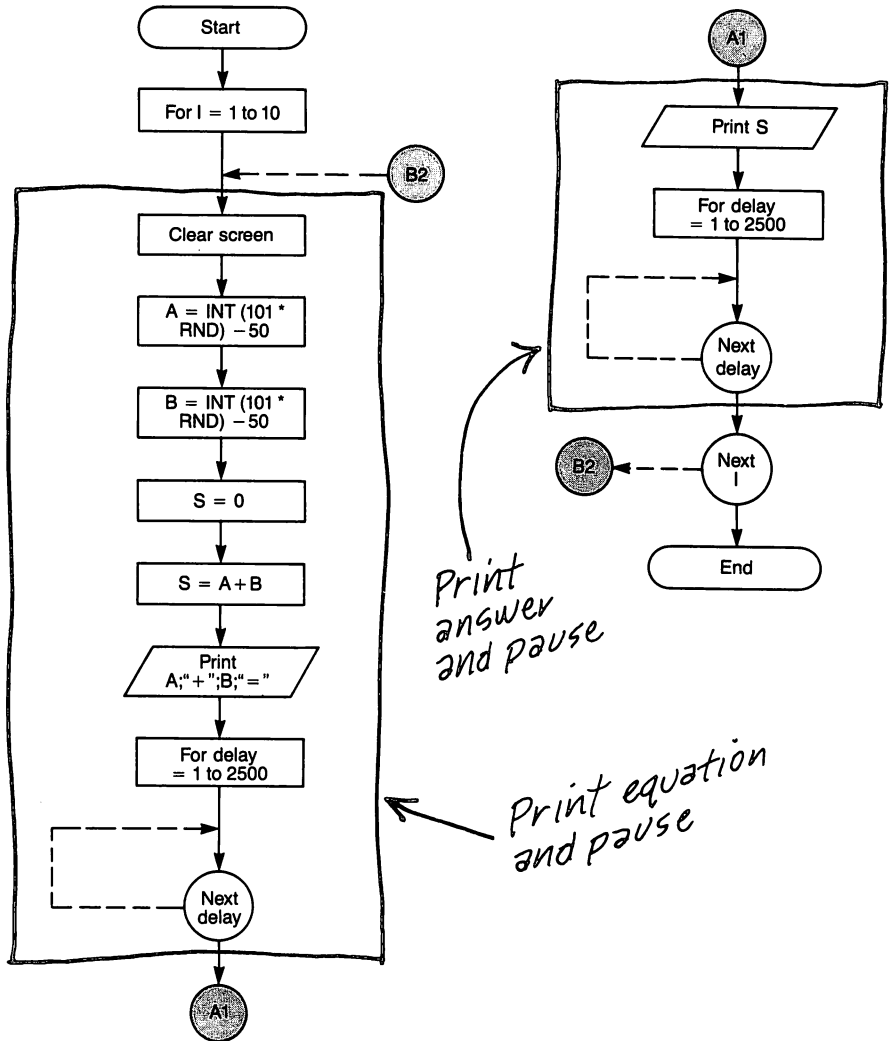 Start
For I = 1 to 10
B2
Clear screen
A = INT (101 *
RND) – 50
B = INT (101 *
RND) – 50
S = 0
S = A + B
Print
A;“+”;B;“=”
For delay
= 1 to 2500
Next
delay
A1
Print equation
and pause
A1
Print S
For delay
= 1 to 2500
Next
delay
Next
I
B2
End
Print
answer
and pause